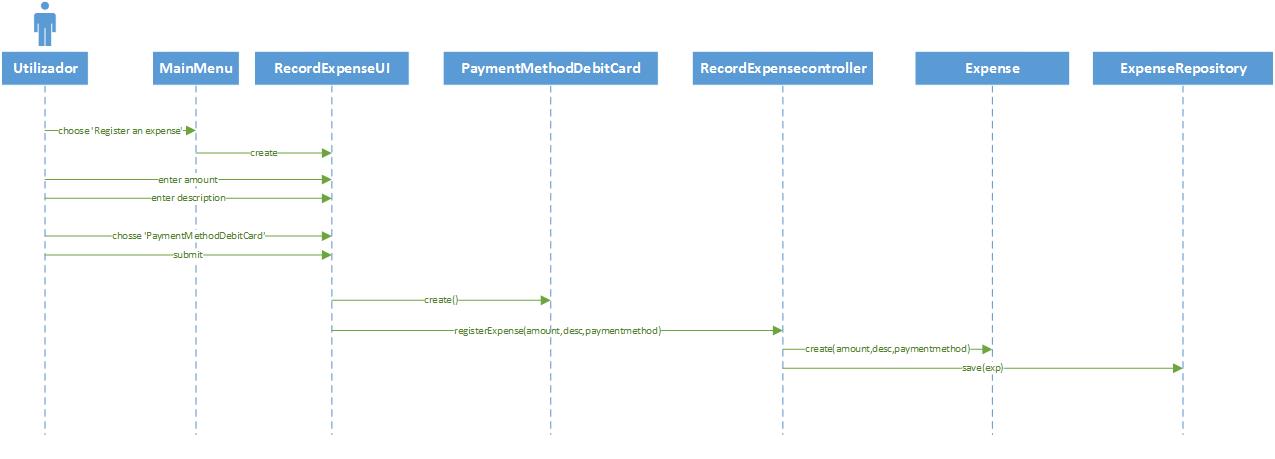 Utilizador
MainMenu
RecordExpenseUI
PaymentMethodDebitCard
RecordExpensecontroller
Expense
ExpenseRepository
choose 'Register an expense'
create
enter amount
enter description
chosse 'PaymentMethodDebitCard'
submit
create()
registerExpense(amount,desc,paymentmethod)
create(amount,desc,paymentmethod)
save(exp)